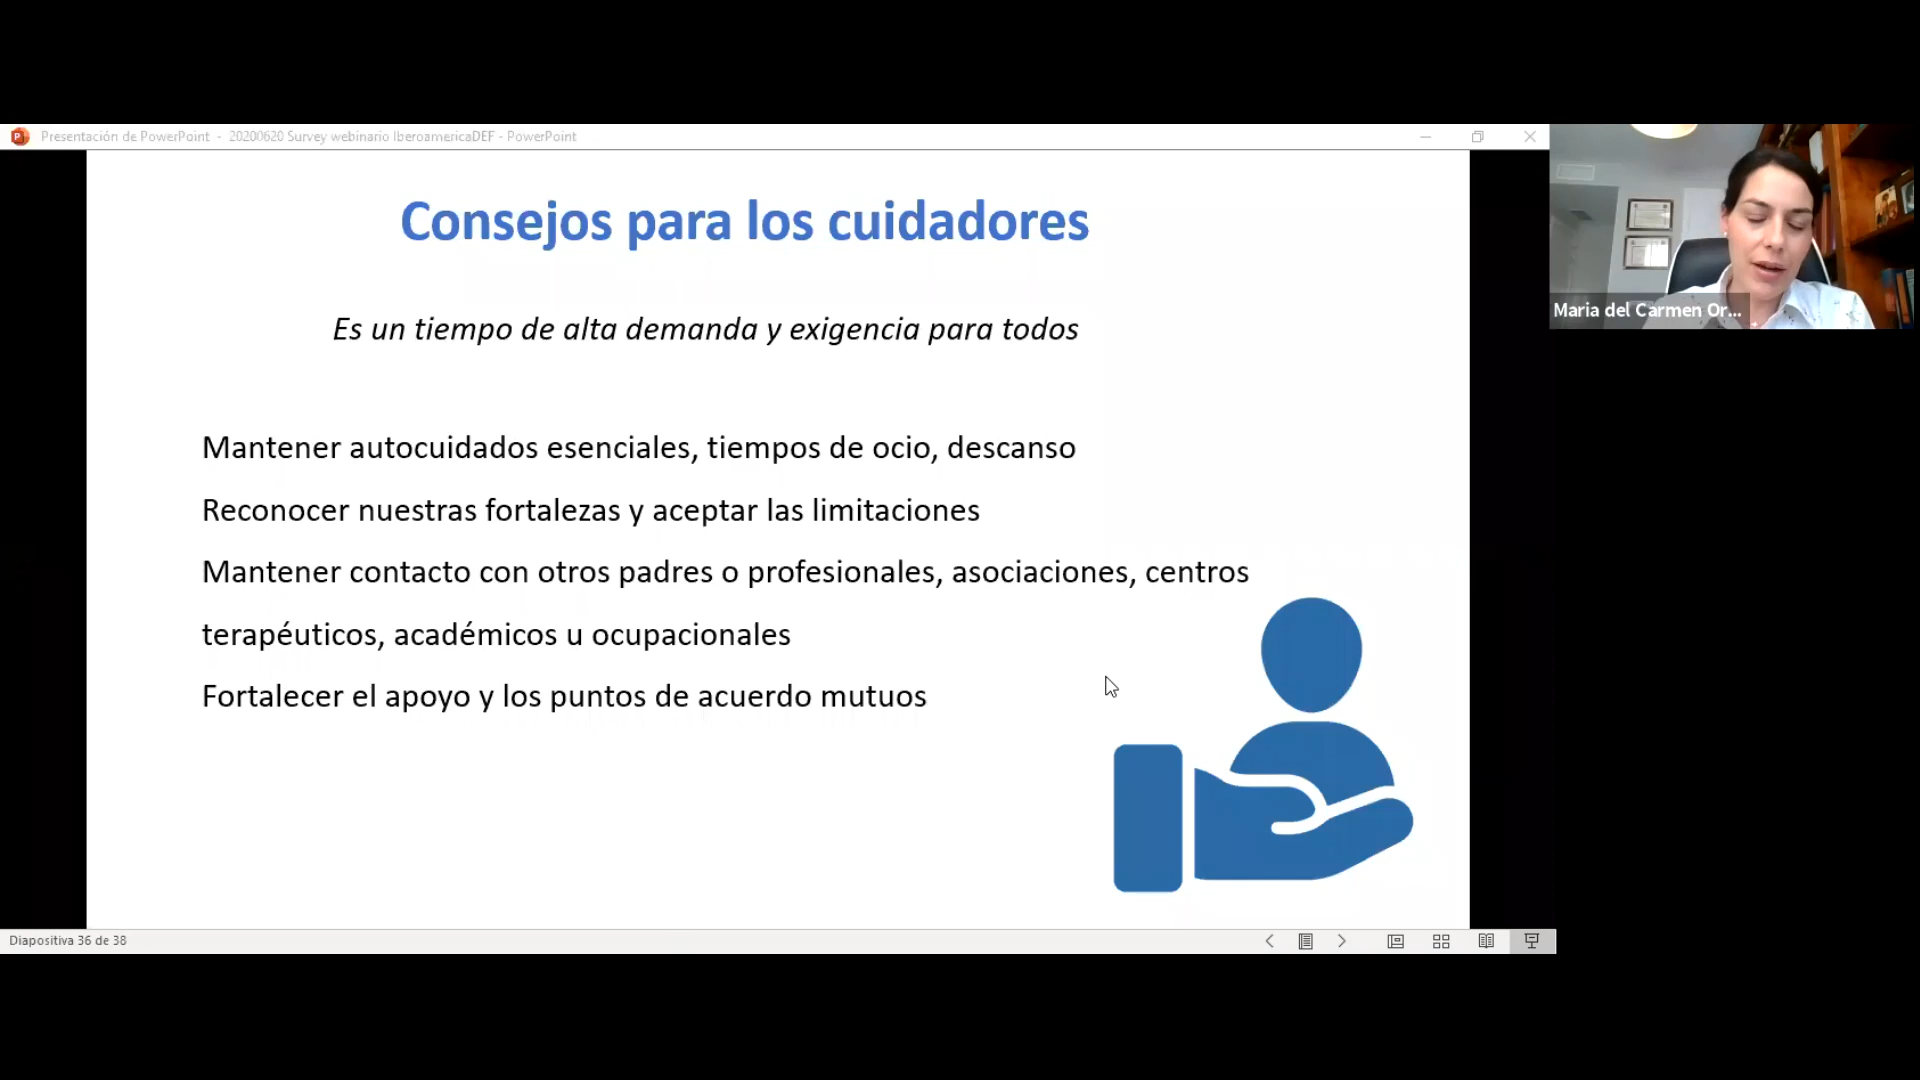 Presentación de PowerPoint - 20200620 Survey webinario IberoamericaDEF - PowerPoint
Consejos para los cuidadores
Es un tiempo de alta demanda y exigencia para todos
Mantener autocuidados esenciales, tiempos de ocio, descanso
Reconocer nuestras fortalezas y aceptar las limitaciones
Mantener contacto con otros padres o profesionales, asociaciones, centros
terapéuticos, académicos u ocupacionales
Fortalecer el apoyo y los puntos de acuerdo mutuos
Maria del Carmen Or...
Diapositiva 36 de 38